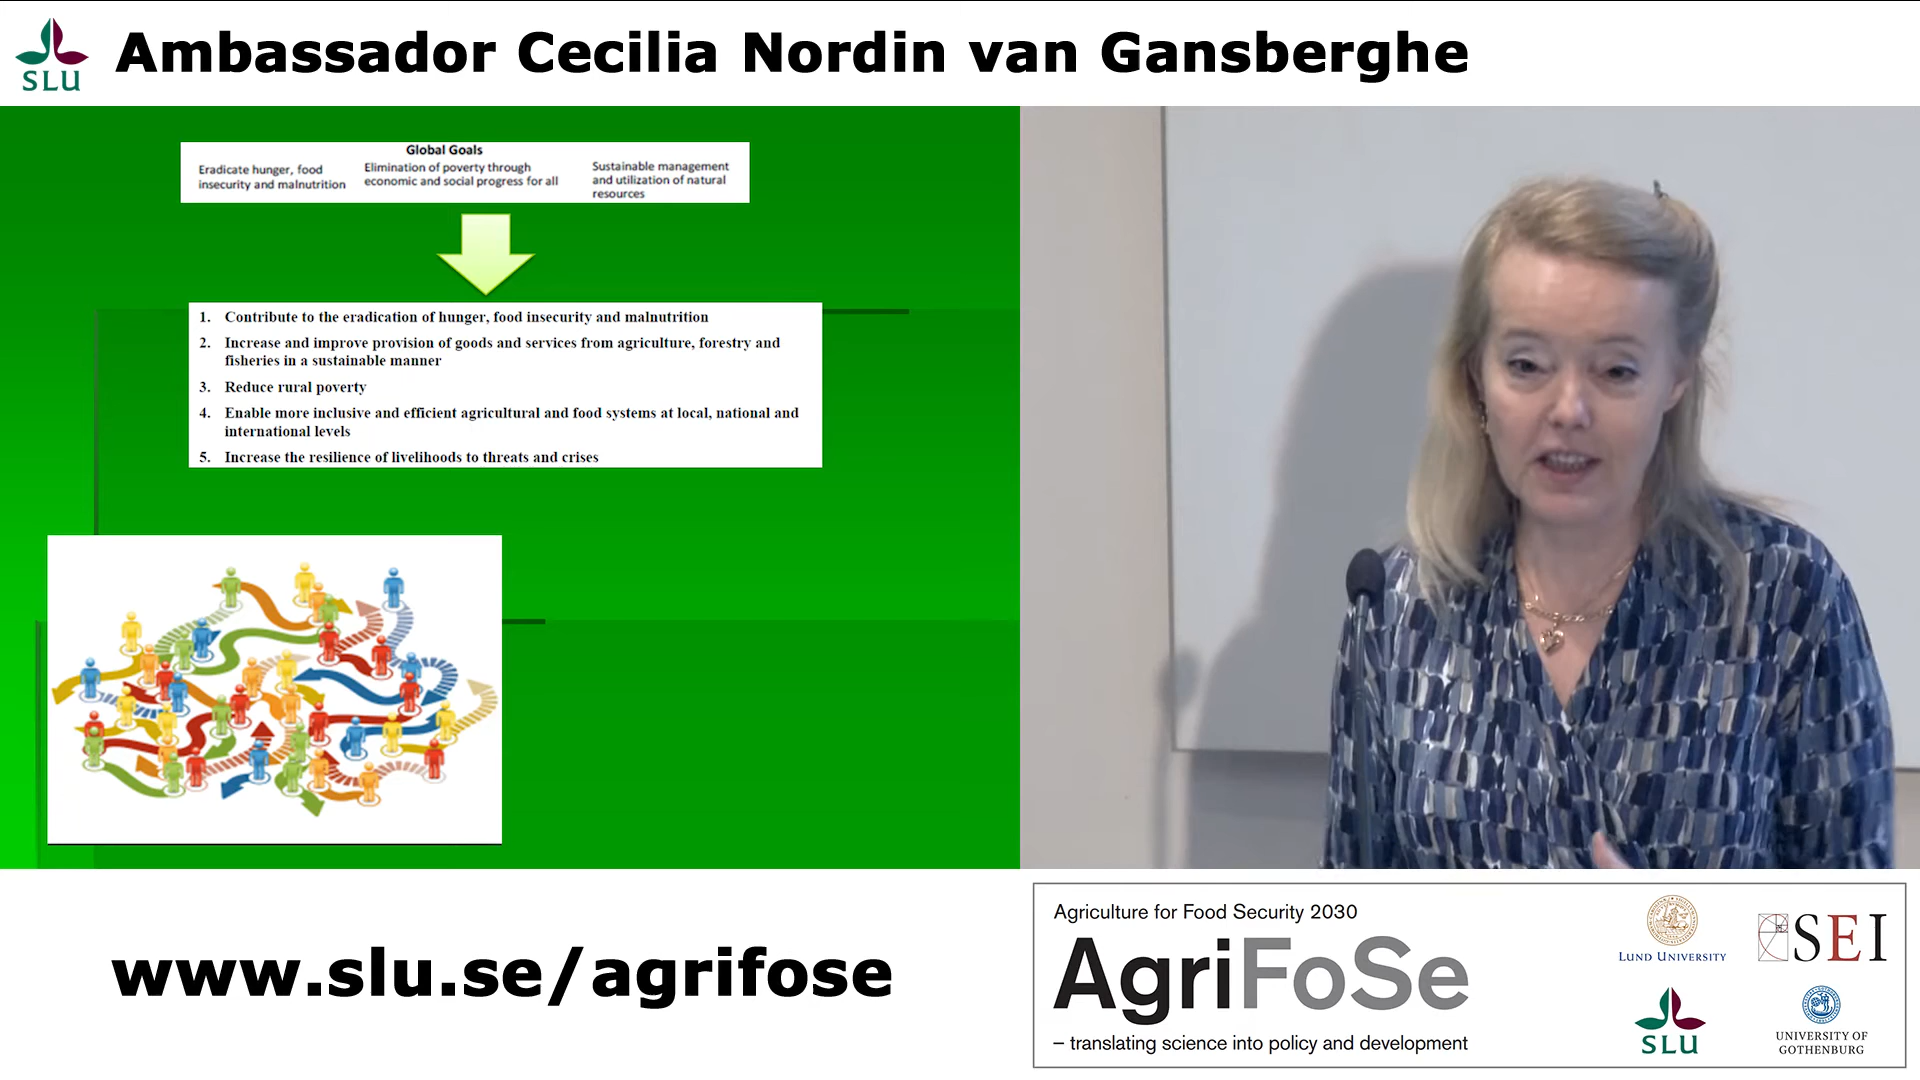 SLU
Ambassador Cecilia Nordin van Gansberghe
Global Goals
Eradicate hunger, food
insecurity and malnutrition
Elimination of poverty through
economic and social progress for all
Sustainable management
and utilization of natural
resources
1. Contribute to the eradication of hunger, food insecurity and malnutrition
2. Increase and improve provision of goods and services from agriculture, forestry and
fisheries in a sustainable manner
3. Reduce rural poverty
4. Enable more inclusive and efficient agricultural and food systems at local, national and
international levels
5. Increase the resilience of livelihoods to threats and crises
www.slu.se/agrifose
Agriculture for Food Security 2030
AgriFoSe
– translating science into policy and development
LUND UNIVERSITY
SEI
SLU
UNIVERSITY OF
GOTHENBURG